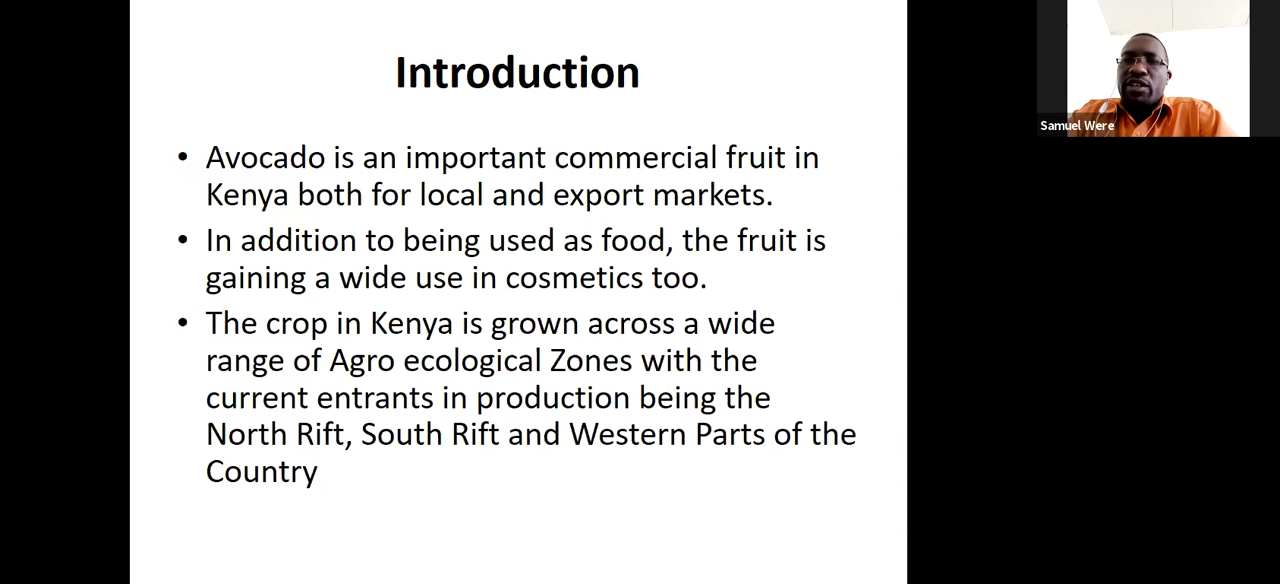 Introduction
• Avocado is an important commercial fruit in
Kenya both for local and export markets.
• In addition to being used as food, the fruit is
gaining a wide use in cosmetics too.
• The crop in Kenya is grown across a wide
range of Agro ecological Zones with the
current entrants in production being the
North Rift, South Rift and Western Parts of the
Country
Samuel Were